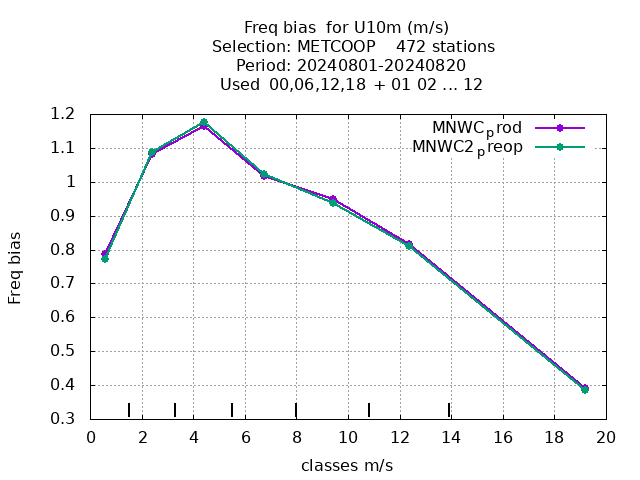 Freq bias  for U10m (m/s)
Selection: METCOOP    472 stations
Period: 20240801-20240820
Used  00,06,12,18  + 01 02 ... 12
MNWCprod
MNWC2preop
1.2
1.1
1
0.9
0.8
0.7
0.6
0.5
0.4
0.3
Freq bias
0 2 4 6 8 10 12 14 16 18 20
classes m/s